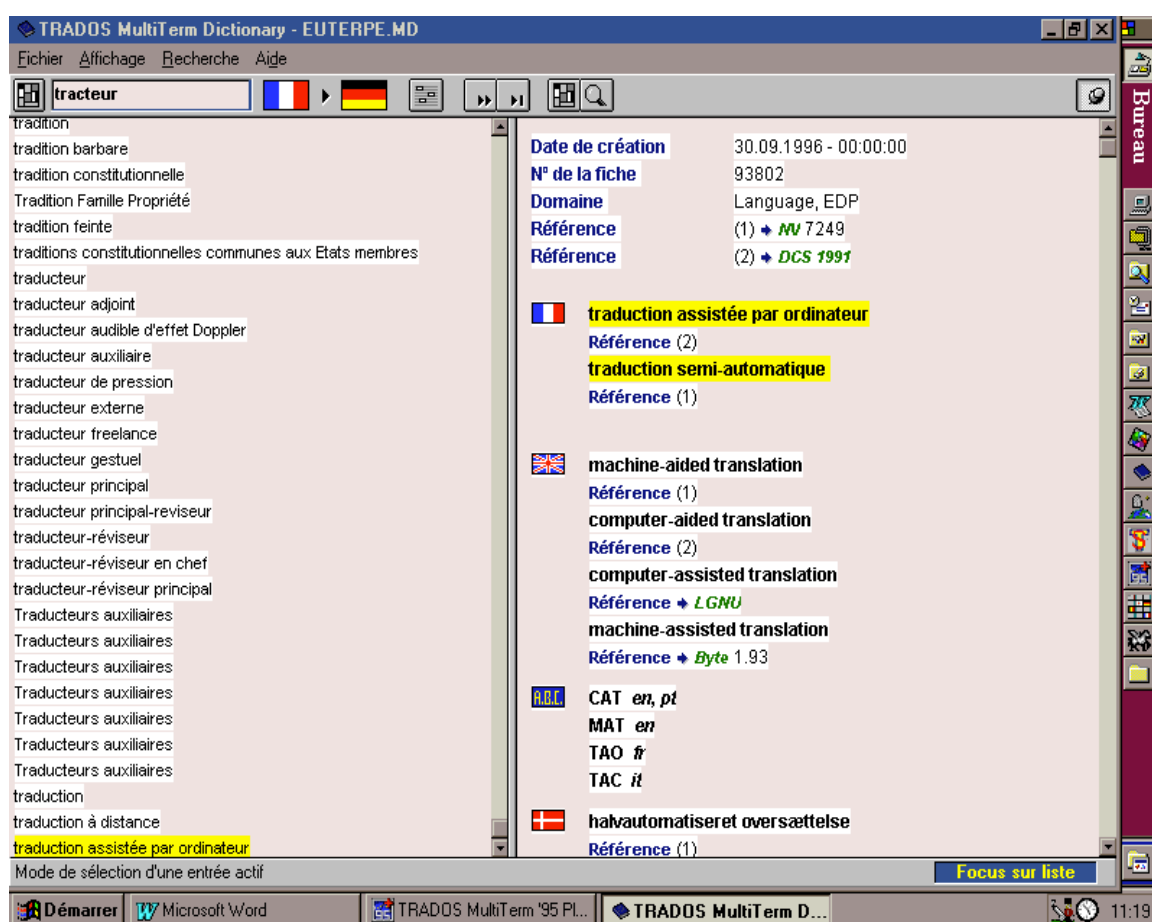 TRADOS MultiTerm Dictionary - EUTERPE.MD
Fichier Affichage Recherche Aide
tracteur
tradition
tradition barbare
tradition constitutionnelle
Tradition Famille Propriété
tradition feinte
traditions constitutionnelles communes aux Etats membres
traducteur
traducteur adjoint
traducteur audible d'effet Doppler
traducteur auxiliaire
traducteur de pression
traducteur externe
traducteur freelance
traducteur gestuel
traducteur principal
traducteur principal-reviseur
traducteur-réviseur
traducteur-réviseur en chef
traducteur-réviseur principal
Traducteurs auxiliaires
Traducteurs auxiliaires
Traducteurs auxiliaires
Traducteurs auxiliaires
Traducteurs auxiliaires
Traducteurs auxiliaires
Traducteurs auxiliaires
traduction
traduction à distance
traduction assistée par ordinateur
Date de création 30.09.1996 - 00:00:00
N° de la fiche 93802
Domaine Language, EDP
Référence (1) NV 7249
Référence (2) DCS 1991
traduction assistée par ordinateur
Référence (2)
traduction semi-automatique
Référence (1)
machine-aided translation
Référence (1)
computer-aided translation
Référence (2)
computer-assisted translation
Référence LGNU
machine-assisted translation
Référence Byte 1.93
A.B.C. CAT en, pt
MAT en
TAO fr
TAC it
halvautomatiseret oversættelse
Référence (1)
Bureau
Mode de sélection d'une entrée actif
Focus sur liste
Démarrer
Microsoft Word
TRADOS MultiTerm '95 Pl...
TRADOS MultiTerm D...
11:19